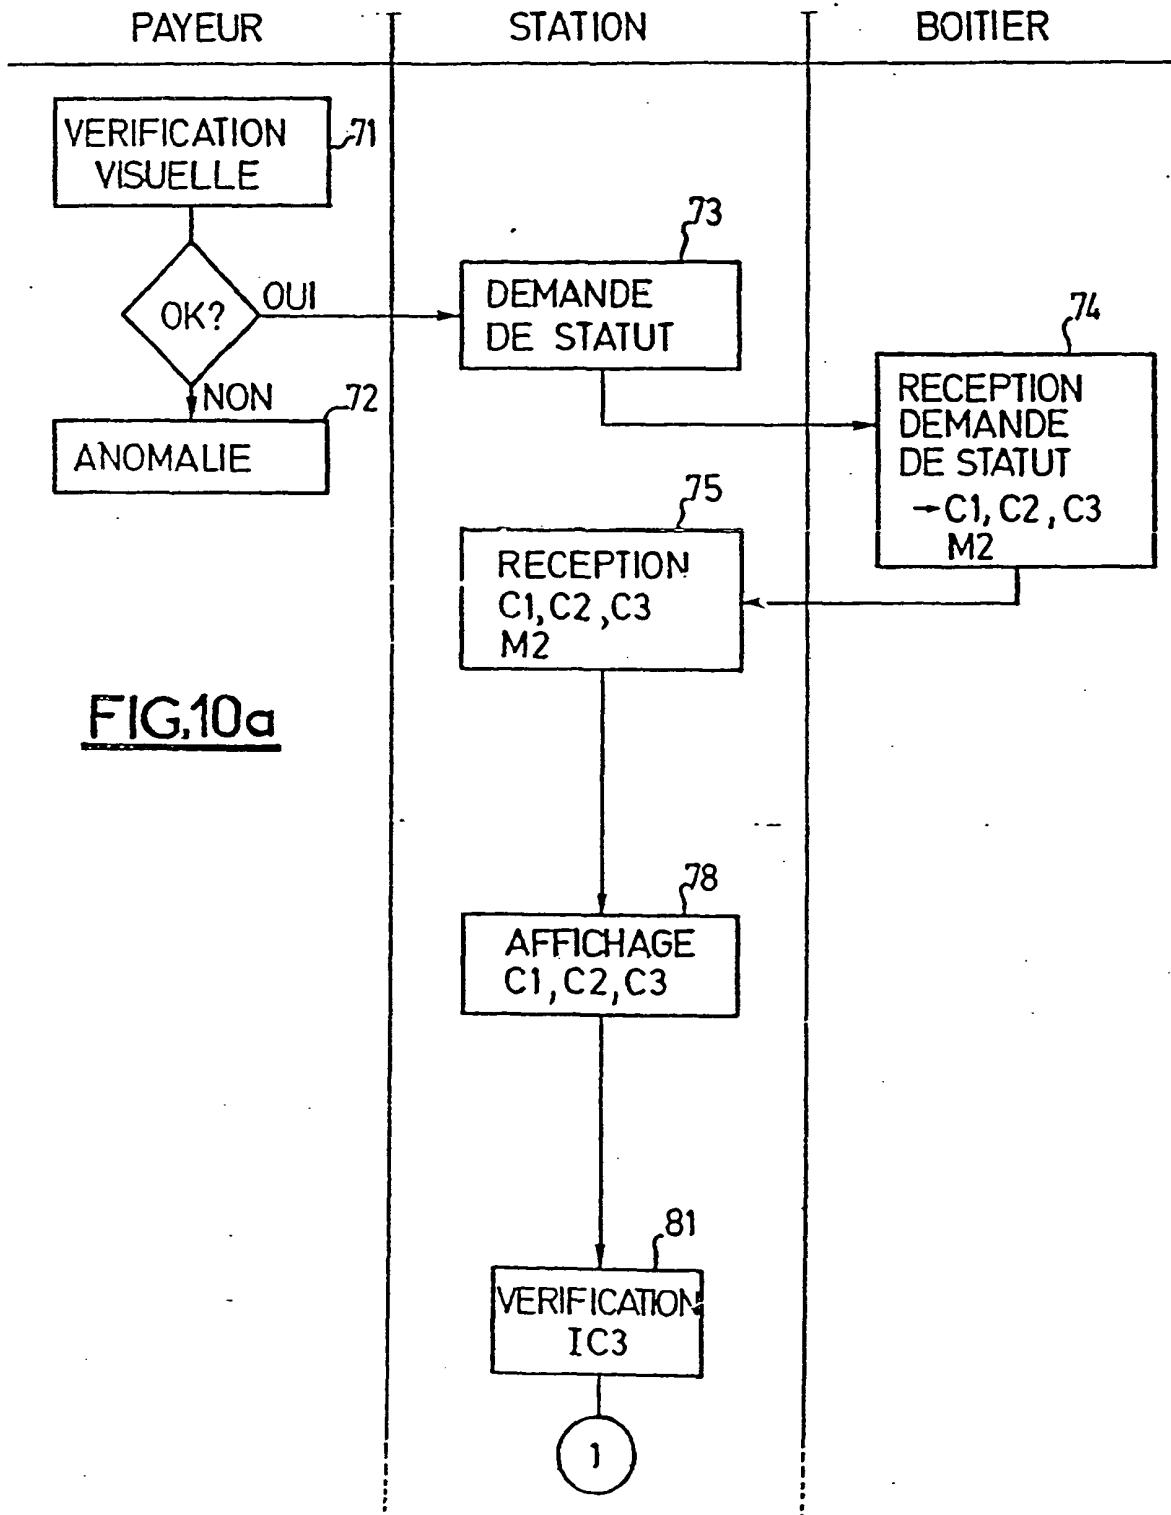 PAYEUR
STATION
BOITIER
VERIFICATION
VISUELLE
71
OK?
OUI
NON
72
ANOMALIE
73
DEMANDE
DE STATUT
74
RECEPTION
DEMANDE
DE STATUT
→ C1, C2, C3
M2
75
RECEPTION
C1, C2, C3
M2
FIG.10a
78
AFFICHAGE
C1, C2, C3
81
VERIFICATION
IC3
1